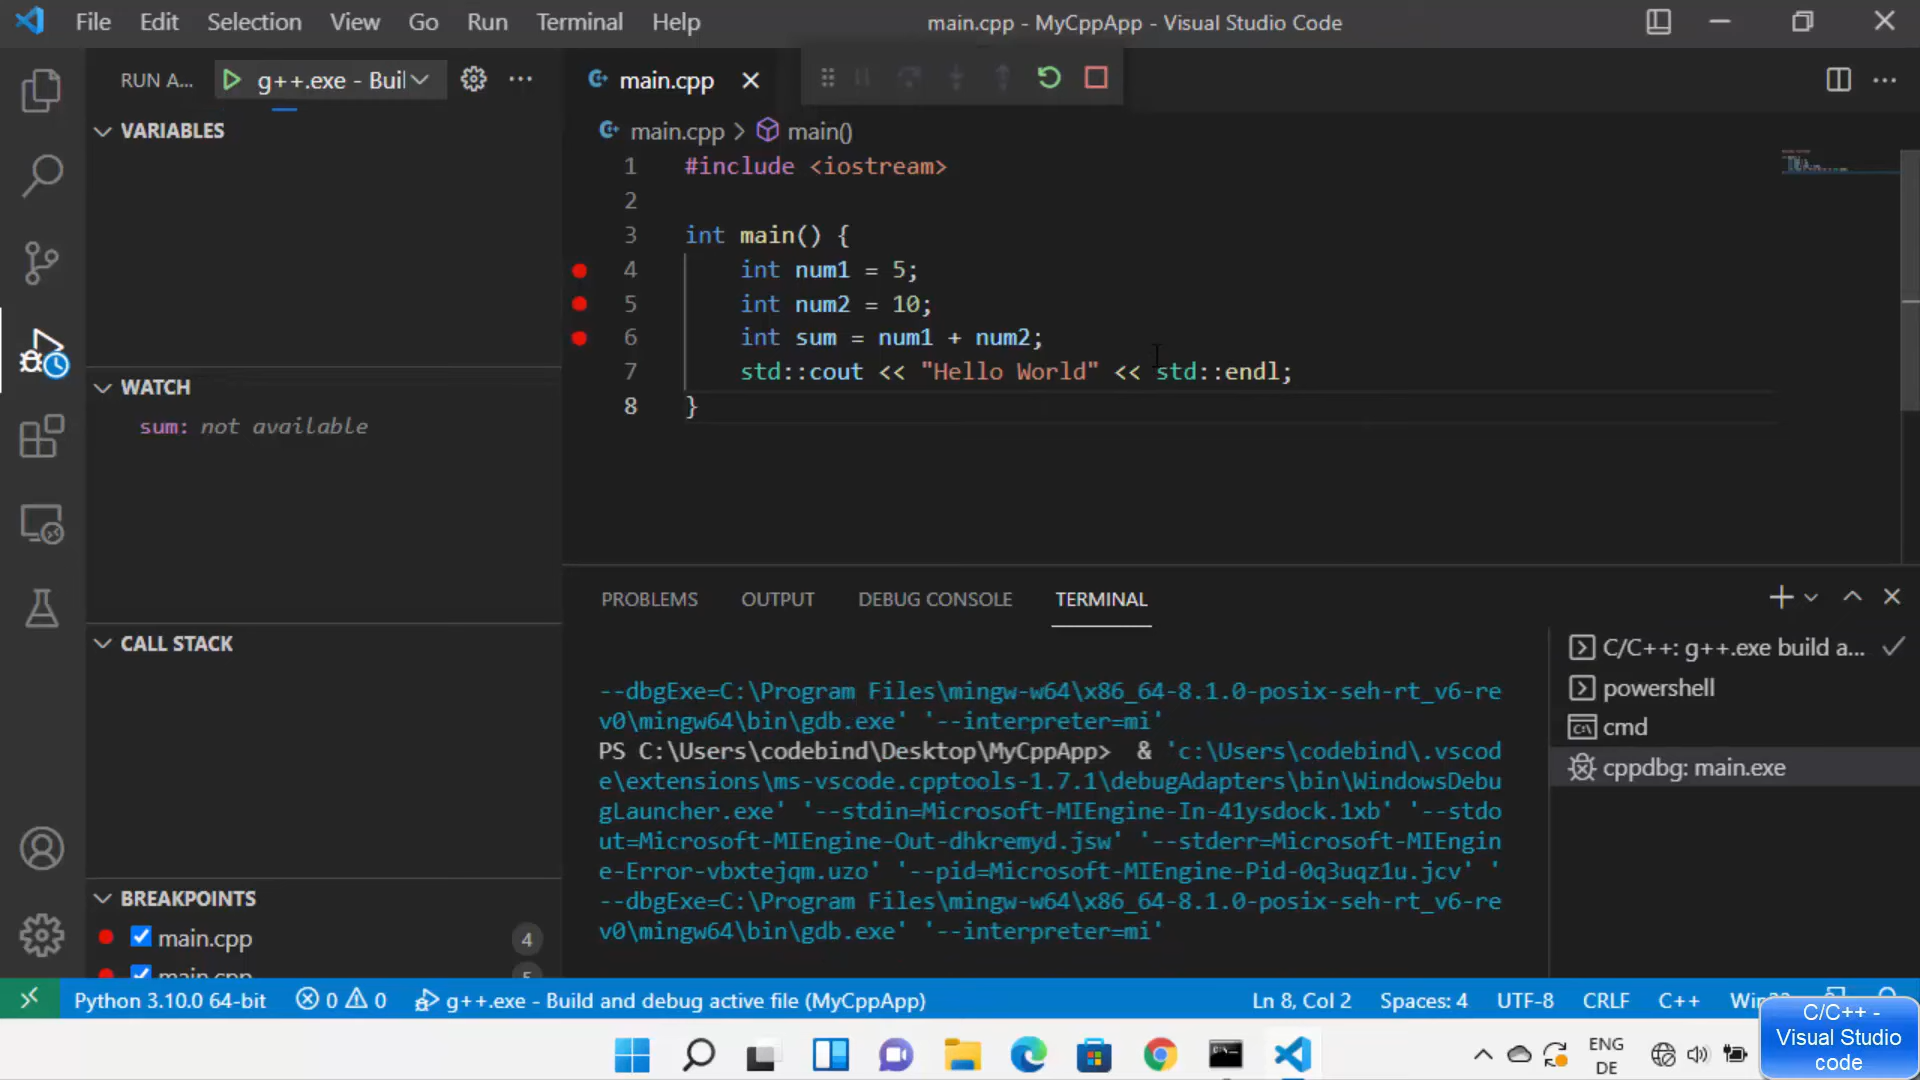 File Edit Selection View Go Run Terminal Help
main.cpp - MyCppApp - Visual Studio Code
RUN A... g++.exe - Buil
main.cpp
main.cpp > main()
VARIABLES
WATCH
sum: not available
CALL STACK
BREAKPOINTS
main.cpp 4
main.cpp 5
1 #include <iostream>
2
3 int main() {
4 int num1 = 5;
5 int num2 = 10;
6 int sum = num1 + num2;
7 std::cout << "Hello World" << std::endl;
8 }
PROBLEMS OUTPUT DEBUG CONSOLE TERMINAL
--dbgExe=C:\Program Files\mingw-w64\x86_64-8.1.0-posix-seh-rt_v6-re
v0\mingw64\bin\gdb.exe' '--interpreter=mi'
PS C:\Users\codebind\Desktop\MyCppApp> & 'c:\Users\codebind\.vscod
e\extensions\ms-vscode.cpptools-1.7.1\debugAdapters\bin\WindowsDebu
gLauncher.exe' '--stdin=Microsoft-MIEngine-In-41ysdock.1xb' '--stdo
ut=Microsoft-MIEngine-Out-dhkremyd.jsw' '--stderr=Microsoft-MIEngin
e-Error-vbxtejqm.uzo' '--pid=Microsoft-MIEngine-Pid-0q3uqz1u.jcv' '
--dbgExe=C:\Program Files\mingw-w64\x86_64-8.1.0-posix-seh-rt_v6-re
v0\mingw64\bin\gdb.exe' '--interpreter=mi'
C/C++: g++.exe build a...
powershell
cmd
cppdbg: main.exe
Python 3.10.0 64-bit 0 0 g++.exe - Build and debug active file (MyCppApp) Ln 8, Col 2 Spaces: 4 UTF-8 CRLF C++
ENG
DE
C/C++ -
Visual Studio
code